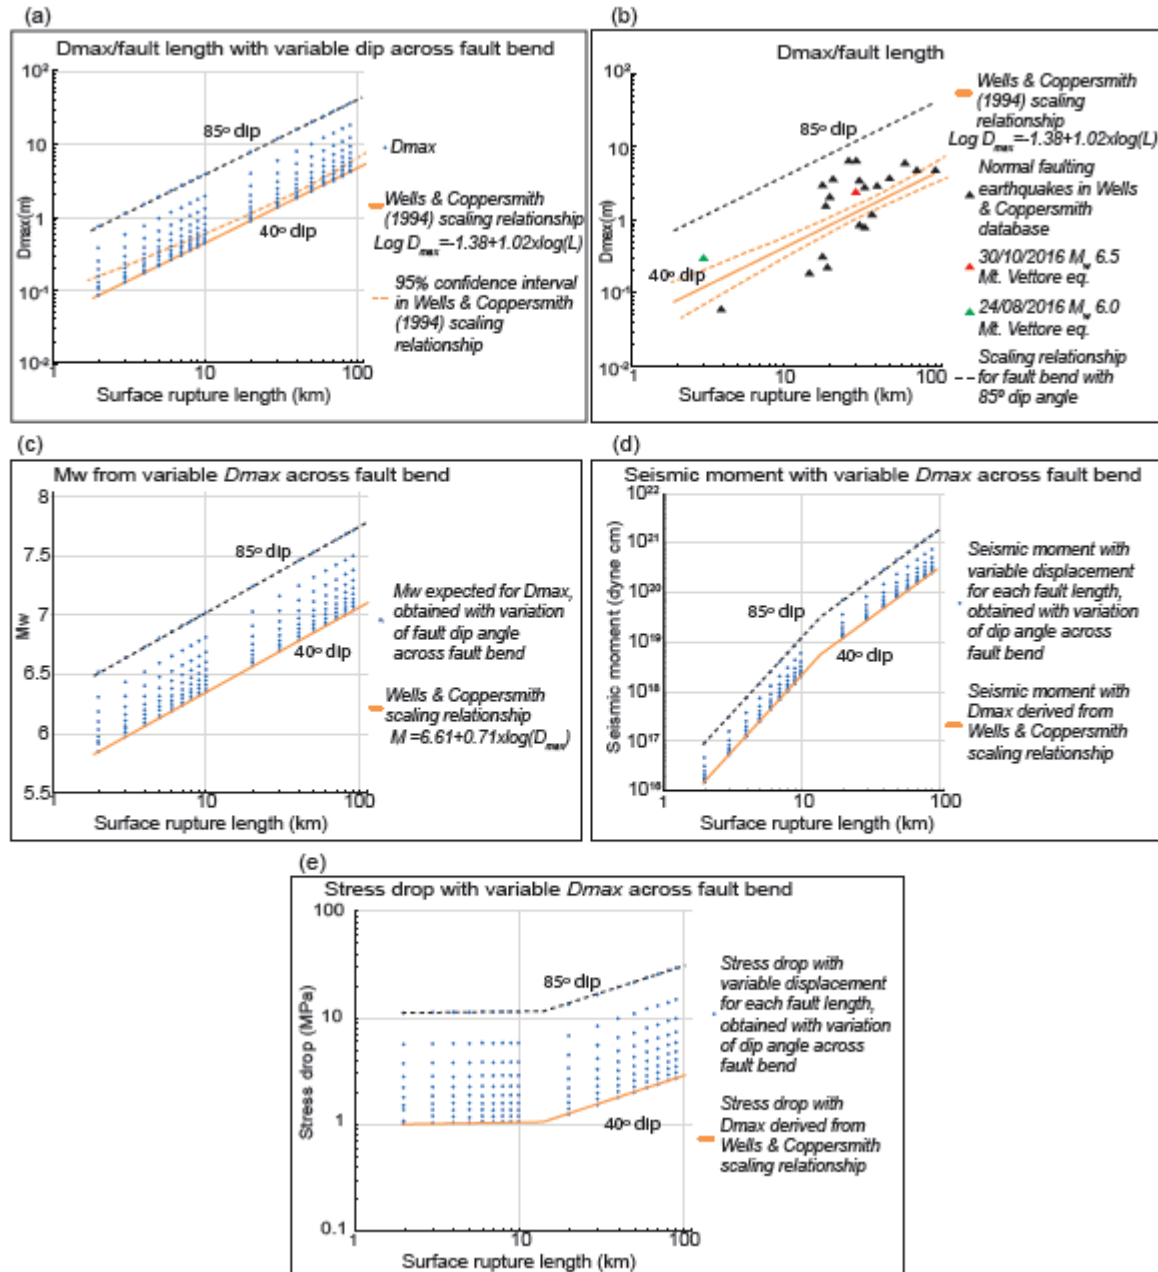 (a)
Dmax/fault length with variable dip across fault bend
10²
10
1
10⁻¹
10⁻²
Dmax(m)
85º dip
40º dip
1
10
100
Surface rupture length (km)
Dmax
Wells & Coppersmith
(1994) scaling relationship
Log Dmax=-1.38+1.02xlog(L)
95% confidence interval
in Wells & Coppersmith
(1994) scaling
relationship
(b)
Dmax/fault length
10²
10
1
10⁻¹
10⁻²
Dmax(m)
85º dip
40º dip
1
10
100
Surface rupture length (km)
Wells & Coppersmith
(1994) scaling
relationship
Log Dmax=-1.38+1.02xlog(L)
Normal faulting
earthquakes in Wells
& Coppersmith
database
30/10/2016 Mw 6.5
Mt. Vettore eq.
24/08/2016 Mw 6.0
Mt. Vettore eq.
Scaling relationship
for fault bend with
85º dip angle
(c)
Mw from variable Dmax across fault bend
8
7.5
7
6.5
6
5.5
Mw
85º dip
40º dip
1
10
100
Surface rupture length (km)
Mw expected for Dmax,
obtained with variation
of fault dip angle
across fault bend
Wells & Coppersmith
scaling relationship
M =6.61+0.71xlog(Dmax)
(d)
Seismic moment with variable Dmax across fault bend
10²²
10²¹
10²⁰
10¹⁹
10¹⁸
10¹⁷
10¹⁶
Seismic moment (dyne cm)
85º dip
40º dip
1
10
100
Surface rupture length (km)
Seismic moment with
variable displacement
for each fault length,
obtained with variation
of dip angle across
fault bend
Seismic moment with
Dmax derived from
Wells & Coppersmith
scaling relationship
(e)
Stress drop with variable Dmax across fault bend
100
10
1
0.1
Stress drop (MPa)
85º dip
40º dip
1
10
100
Surface rupture length (km)
Stress drop with
variable displacement
for each fault length,
obtained with variation
of dip angle across
fault bend
Stress drop with
Dmax derived from
Wells & Coppersmith
scaling relationship